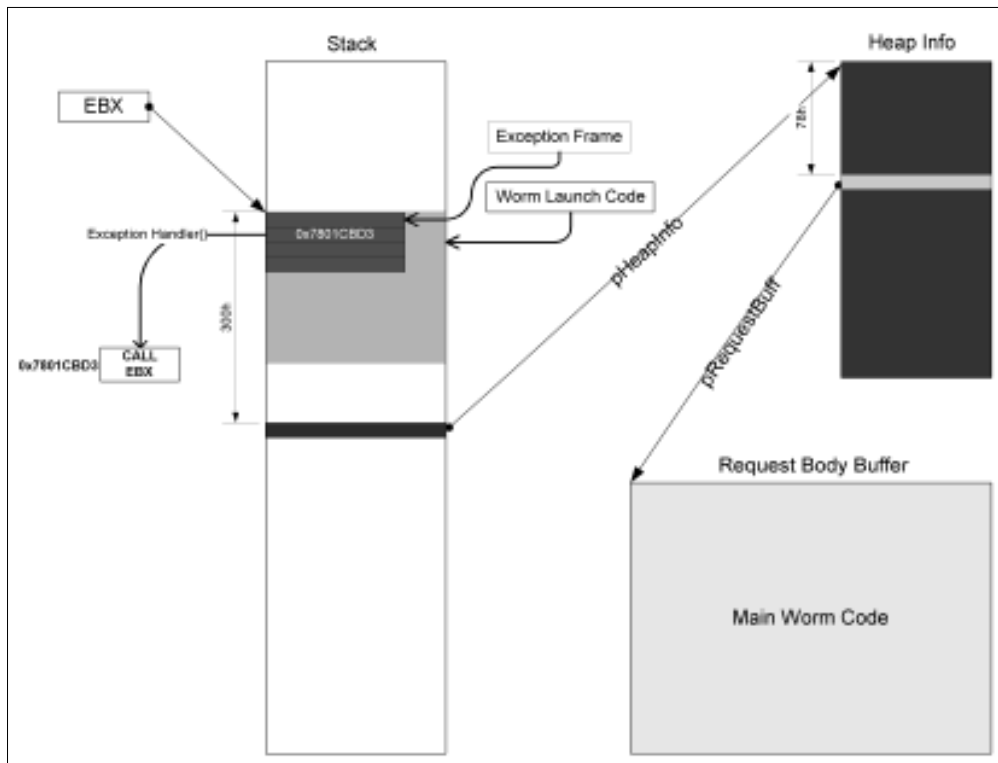 Stack
Heap Info
EBX
78h
Exception Frame
Worm Launch Code
Exception Handler()
0x7801CBD3
pHeapInfo
300h
pRequestBuff
0x7801CBD3
CALL
EBX
Request Body Buffer
Main Worm Code